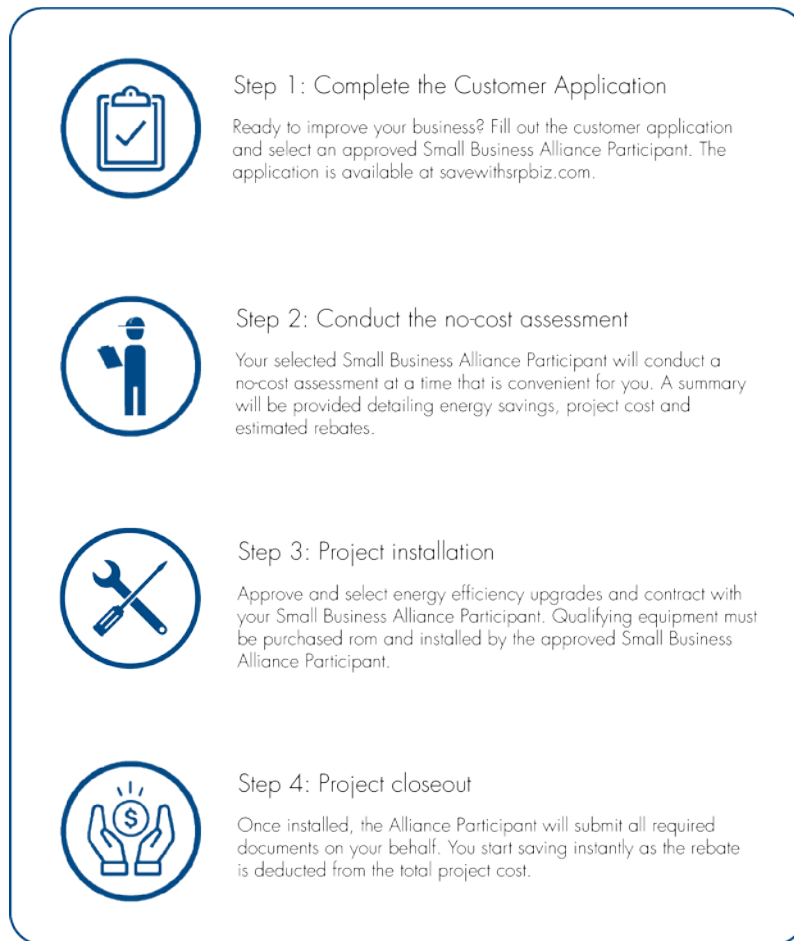 Step 1: Complete the Customer Application
Ready to improve your business? Fill out the customer application
and select an approved Small Business Alliance Participant. The
application is available at savewithsrpbiz.com.
Step 2: Conduct the no-cost assessment
Your selected Small Business Alliance Participant will conduct a
no-cost assessment at a time that is convenient for you. A summary
will be provided detailing energy savings, project cost and
estimated rebates.
Step 3: Project installation
Approve and select energy efficiency upgrades and contract with
your Small Business Alliance Participant. Qualifying equipment must
be purchased rom and installed by the approved Small Business
Alliance Participant.
$
Step 4: Project closeout
Once installed, the Alliance Participant will submit all required
documents on your behalf. You start saving instantly as the rebate
is deducted from the total project cost.